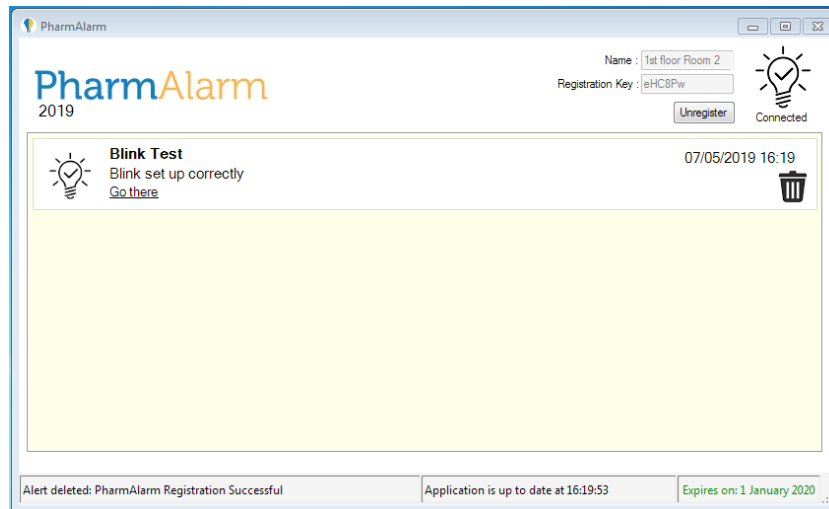 PharmAlarm
PharmAlarm
2019
Name : 1st floor Room 2
Registration Key : eHC8Pw
Unregister
Connected
Blink Test
07/05/2019 16:19
Blink set up correctly
Go there
Alert deleted: PharmAlarm Registration Successful
Application is up to date at 16:19:53
Expires on: 1 January 2020